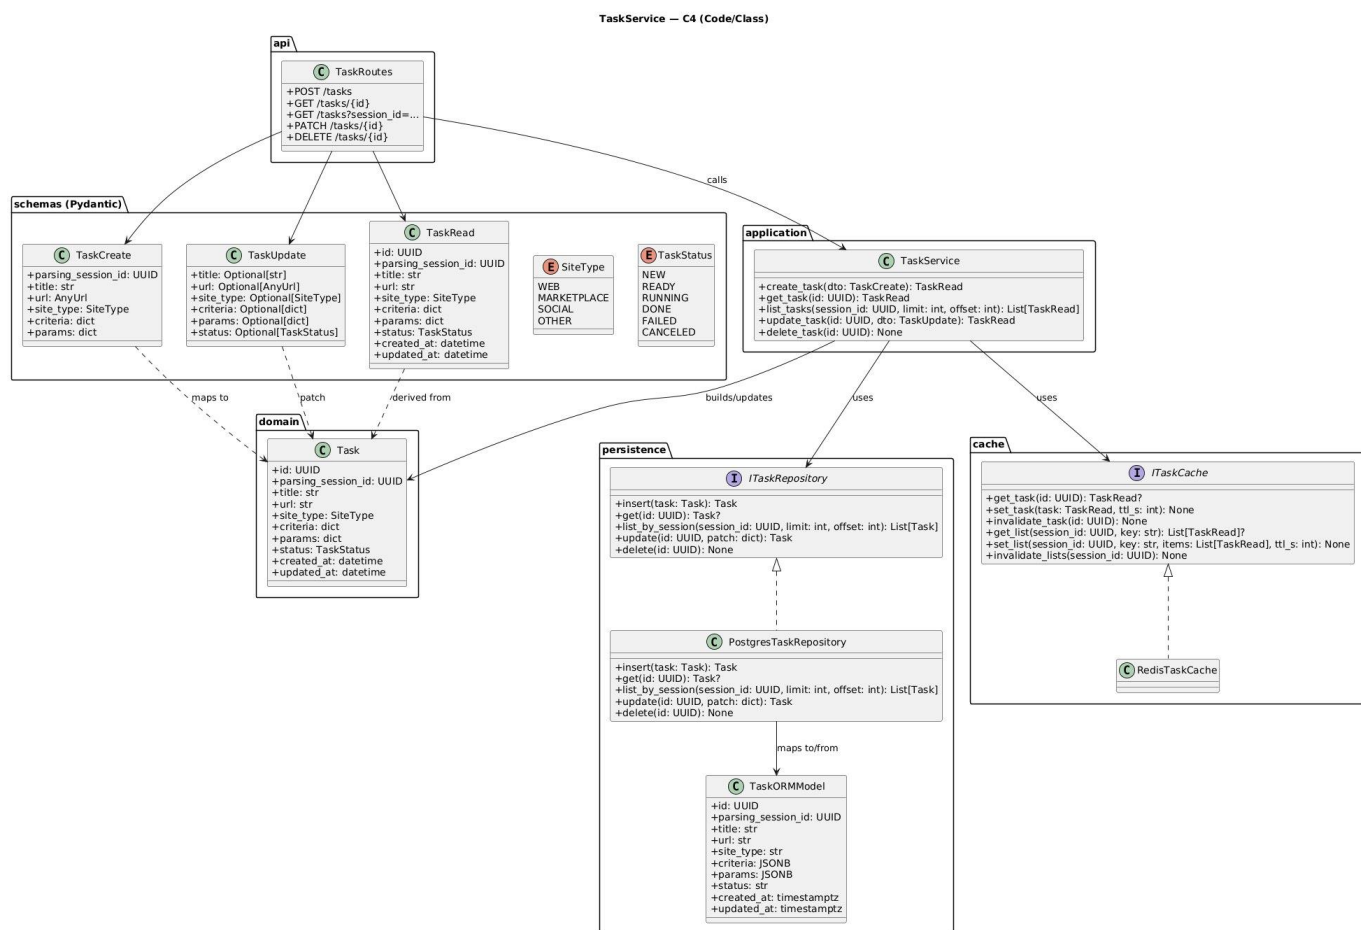 TaskService — C4 (Code/Class)
api
C TaskRoutes
+POST /tasks
+GET /tasks/{id}
+GET /tasks?session_id=...
+PATCH /tasks/{id}
+DELETE /tasks/{id}
calls
schemas (Pydantic)
C TaskCreate
+parsing_session_id: UUID
+title: str
+url: AnyUrl
+site_type: SiteType
+criteria: dict
+params: dict
C TaskUpdate
+title: Optional[str]
+url: Optional[AnyUrl]
+site_type: Optional[SiteType]
+criteria: Optional[dict]
+params: Optional[dict]
+status: Optional[TaskStatus]
C TaskRead
+id: UUID
+parsing_session_id: UUID
+title: str
+url: str
+site_type: SiteType
+criteria: dict
+params: dict
+status: TaskStatus
+created_at: datetime
+updated_at: datetime
E SiteType
WEB
MARKETPLACE
SOCIAL
OTHER
E TaskStatus
NEW
READY
RUNNING
DONE
FAILED
CANCELED
application
C TaskService
+create_task(dto: TaskCreate): TaskRead
+get_task(id: UUID): TaskRead
+list_tasks(session_id: UUID, limit: int, offset: int): List[TaskRead]
+update_task(id: UUID, dto: TaskUpdate): TaskRead
+delete_task(id: UUID): None
maps to
patch
derived from
builds/updates
uses
uses
domain
C Task
+id: UUID
+parsing_session_id: UUID
+title: str
+url: str
+site_type: SiteType
+criteria: dict
+params: dict
+status: TaskStatus
+created_at: datetime
+updated_at: datetime
persistence
I ITaskRepository
+insert(task: Task): Task
+get(id: UUID): Task?
+list_by_session(session_id: UUID, limit: int, offset: int): List[Task]
+update(id: UUID, patch: dict): Task
+delete(id: UUID): None
C PostgresTaskRepository
+insert(task: Task): Task
+get(id: UUID): Task?
+list_by_session(session_id: UUID, limit: int, offset: int): List[Task]
+update(id: UUID, patch: dict): Task
+delete(id: UUID): None
maps to/from
C TaskORMModel
+id: UUID
+parsing_session_id: UUID
+title: str
+url: str
+site_type: str
+criteria: JSONB
+params: JSONB
+status: str
+created_at: timestamptz
+updated_at: timestamptz
cache
I ITaskCache
+get_task(id: UUID): TaskRead?
+set_task(task: TaskRead, ttl_s: int): None
+invalidate_task(id: UUID): None
+get_list(session_id: UUID, key: str): List[TaskRead]?
+set_list(session_id: UUID, key: str, items: List[TaskRead], ttl_s: int): None
+invalidate_lists(session_id: UUID): None
C RedisTaskCache